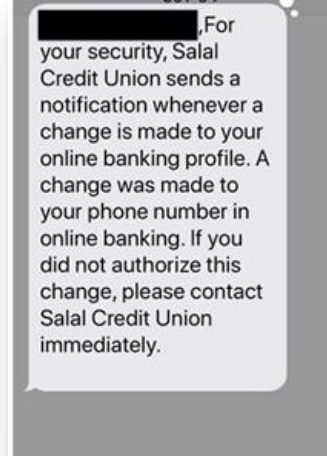 ,For
your security, Salal
Credit Union sends a
notification whenever a
change is made to your
online banking profile. A
change was made to
your phone number in
online banking. If you
did not authorize this
change, please contact
Salal Credit Union
immediately.